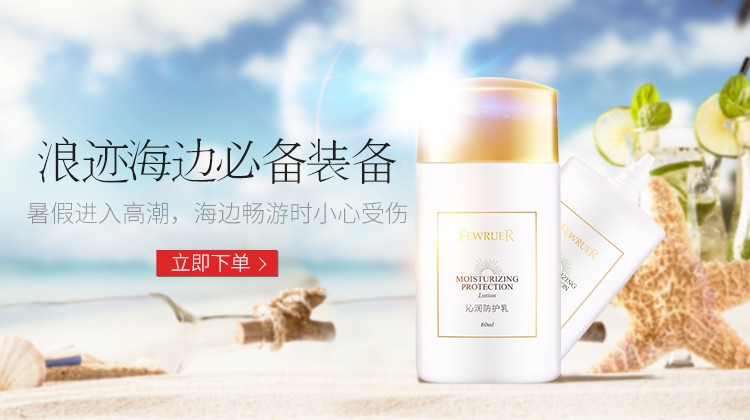 浪迹海边必备装备
暑假进入高潮，海边畅游时小心受伤
立即下单 >
FEWRUER
MOISTURIZING
PROTECTION
Lotion
沁润防护乳
60ml
FEWRUER